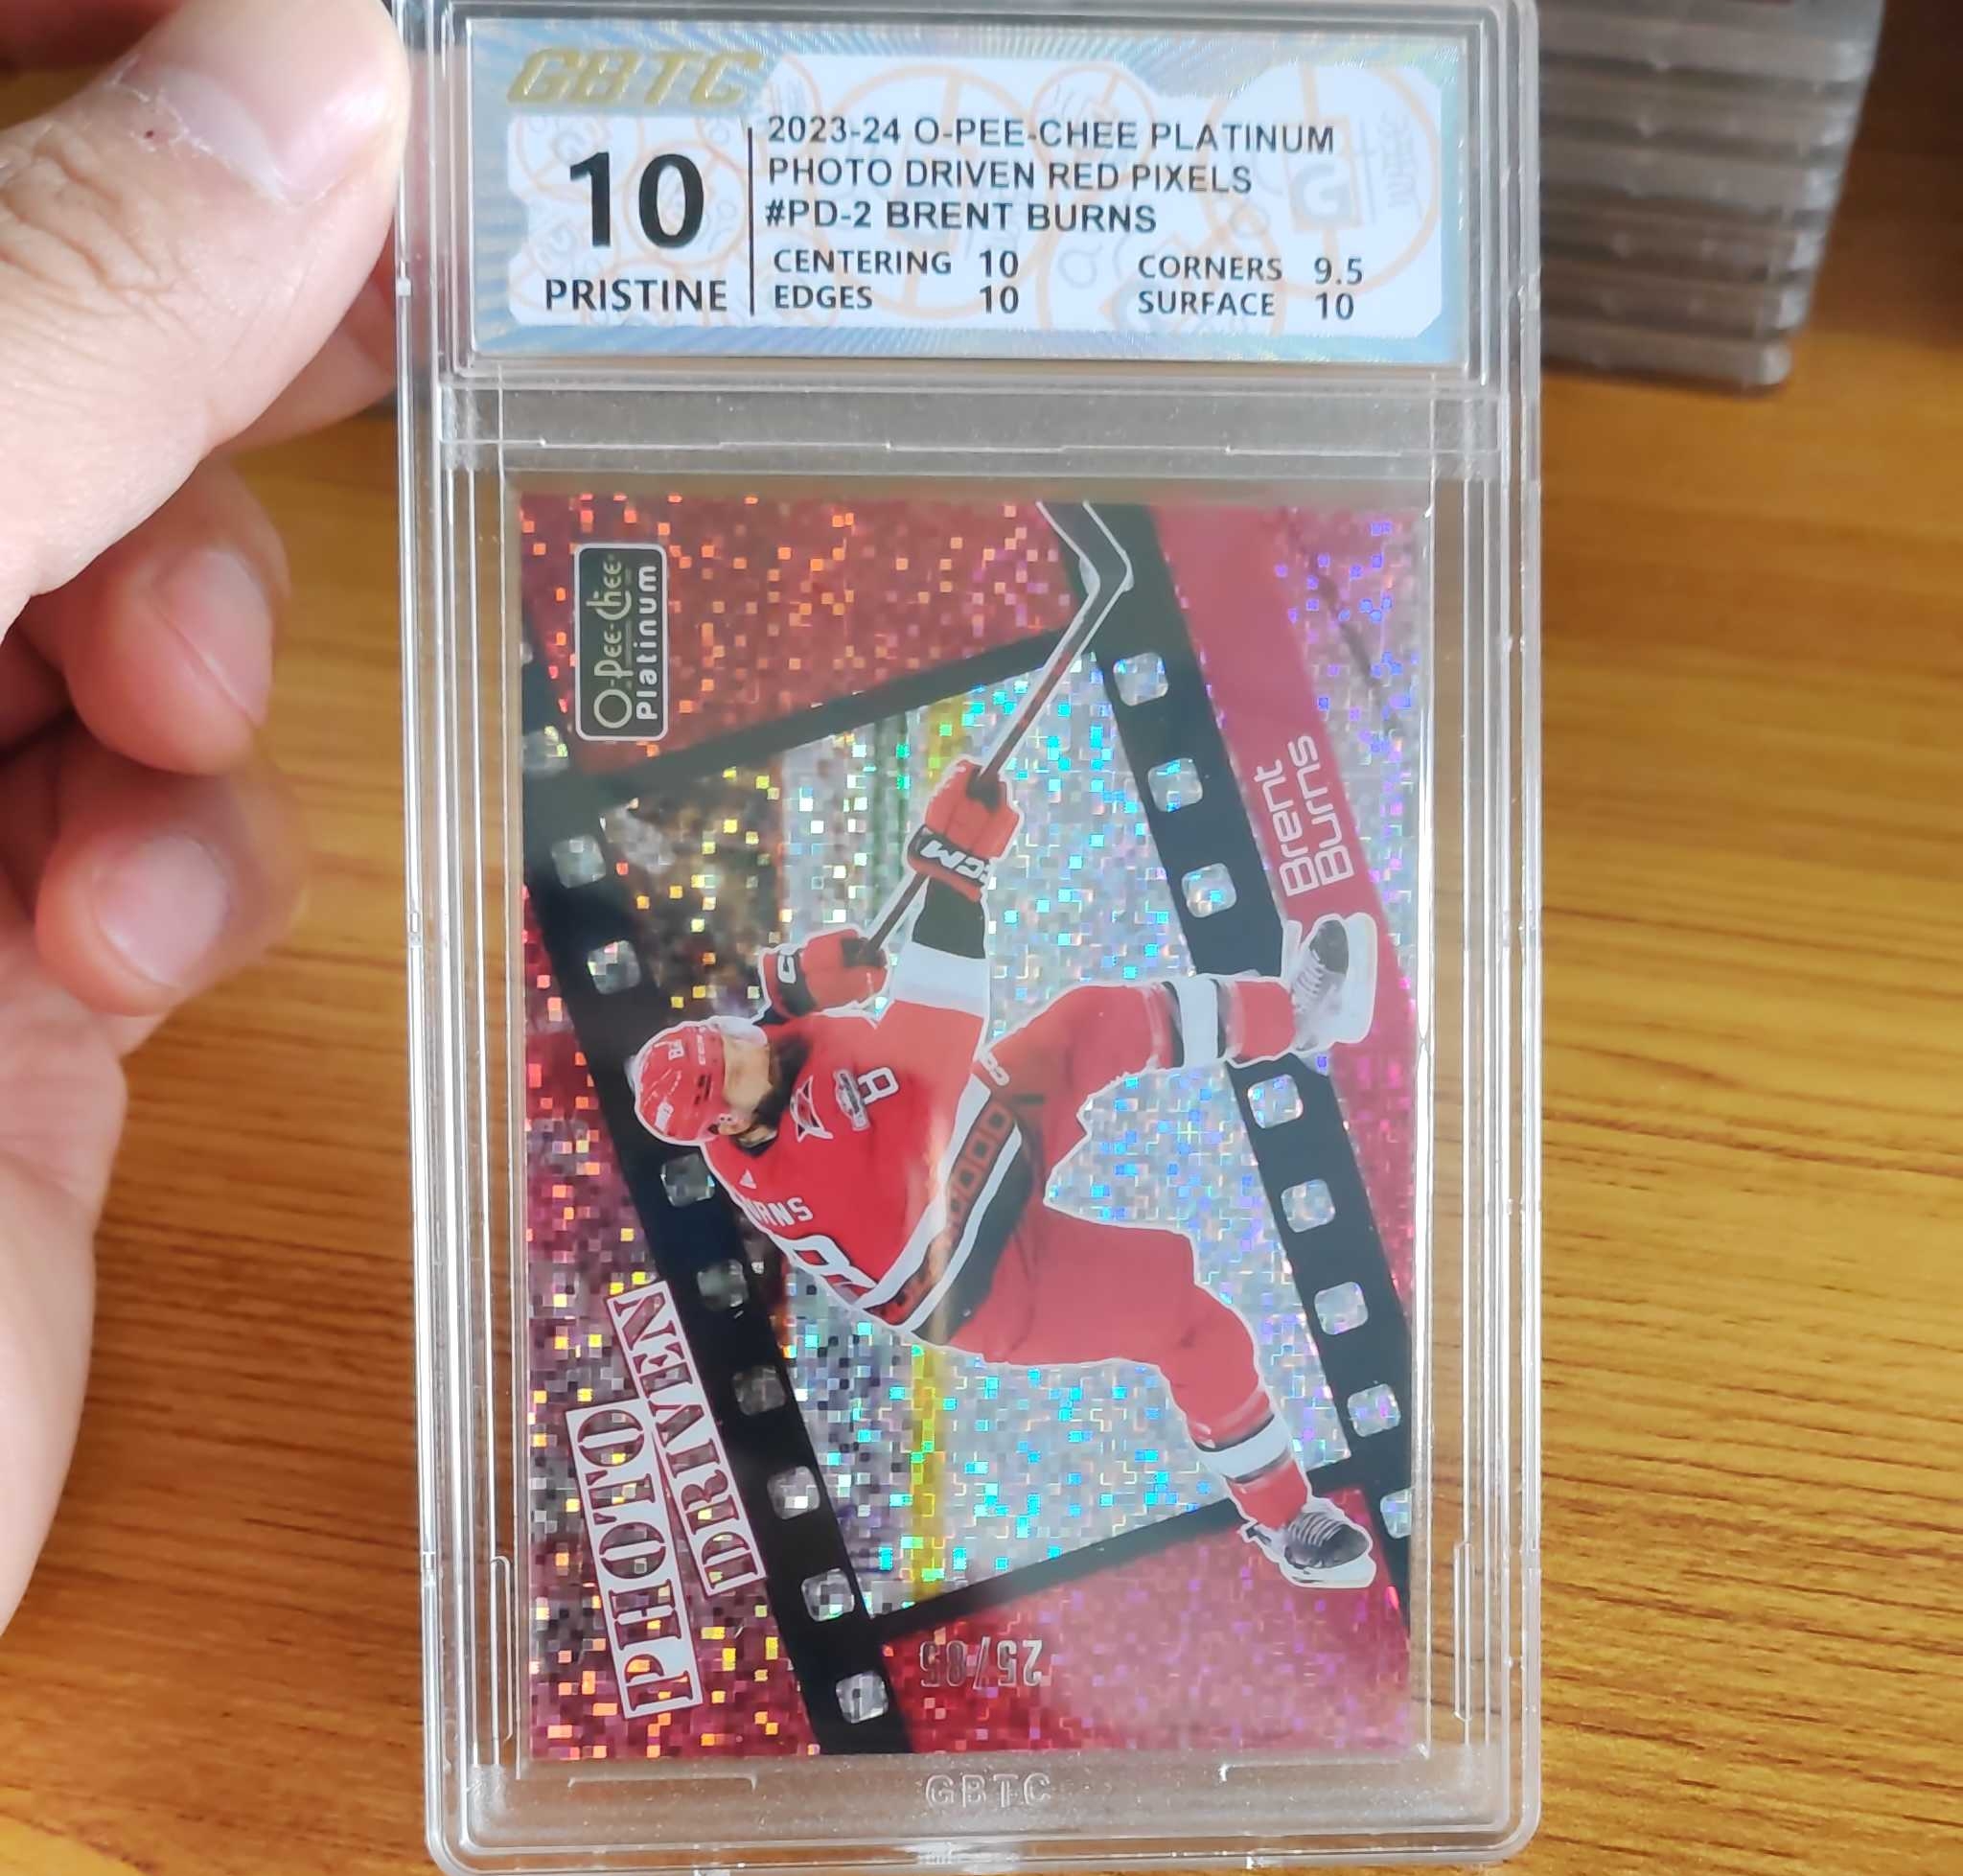 GBTC
10
PRISTINE
2023-24 O-PEE-CHEE PLATINUM
PHOTO DRIVEN RED PIXELS
#PD-2 BRENT BURNS
CENTERING 10
CORNERS 9.5
EDGES 10
SURFACE 10
O-Pee-Chee
Platinum
Brent
Burns
CCM
8
PHOTO
DRIVEN
25/85
GBTC